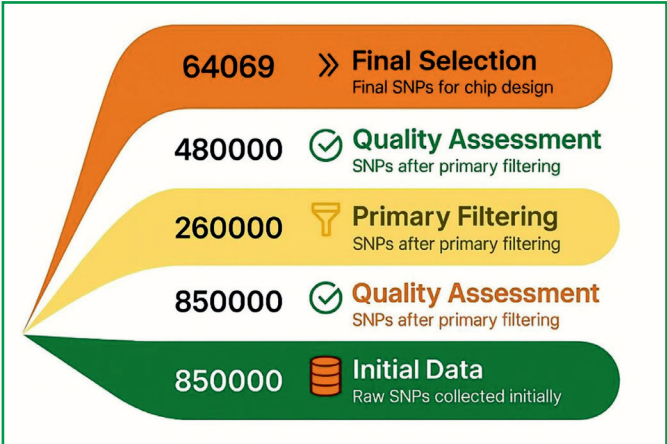 64069
Final Selection
Final SNPs for chip design
480000
Quality Assessment
SNPs after primary filtering
260000
Primary Filtering
SNPs after primary filtering
850000
Quality Assessment
SNPs after primary filtering
850000
Initial Data
Raw SNPs collected initially